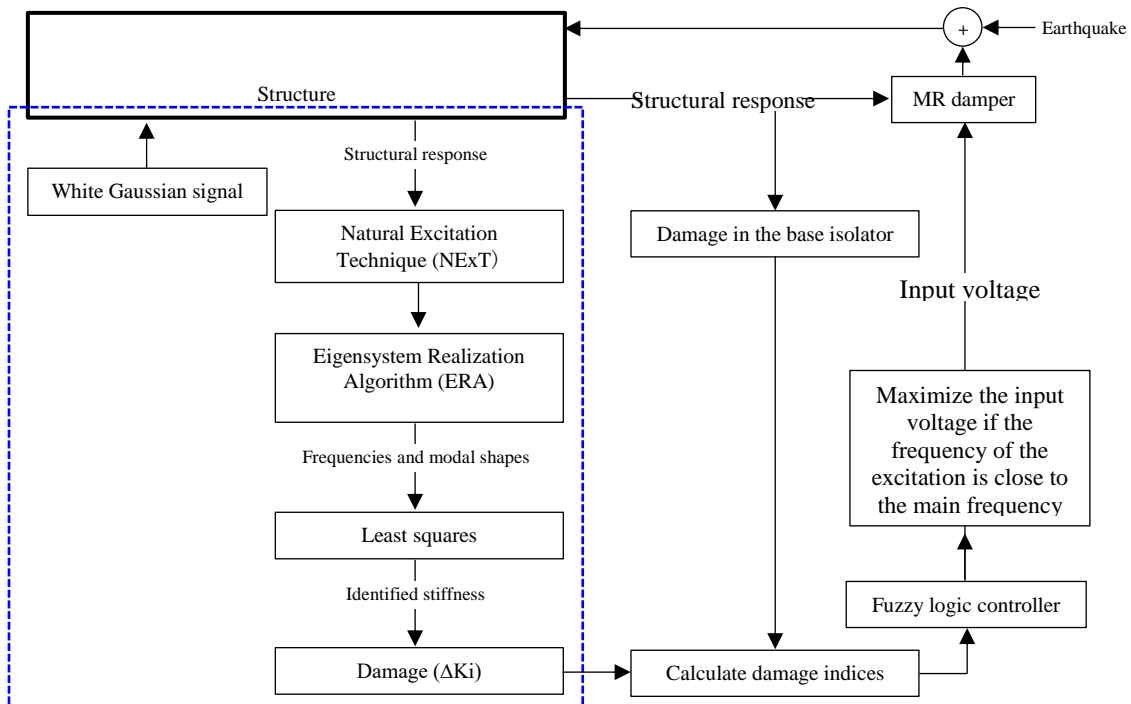 +
Earthquake
Structure
Structural response
MR damper
Structural response
White Gaussian signal
Natural Excitation
Technique (NExT)
Damage in the base isolator
Input voltage
Eigensystem Realization
Algorithm (ERA)
Maximize the input
voltage if the
frequency of the
excitation is close to
the main frequency
Frequencies and modal shapes
Least squares
Identified stiffness
Fuzzy logic controller
Damage (ΔKi)
Calculate damage indices